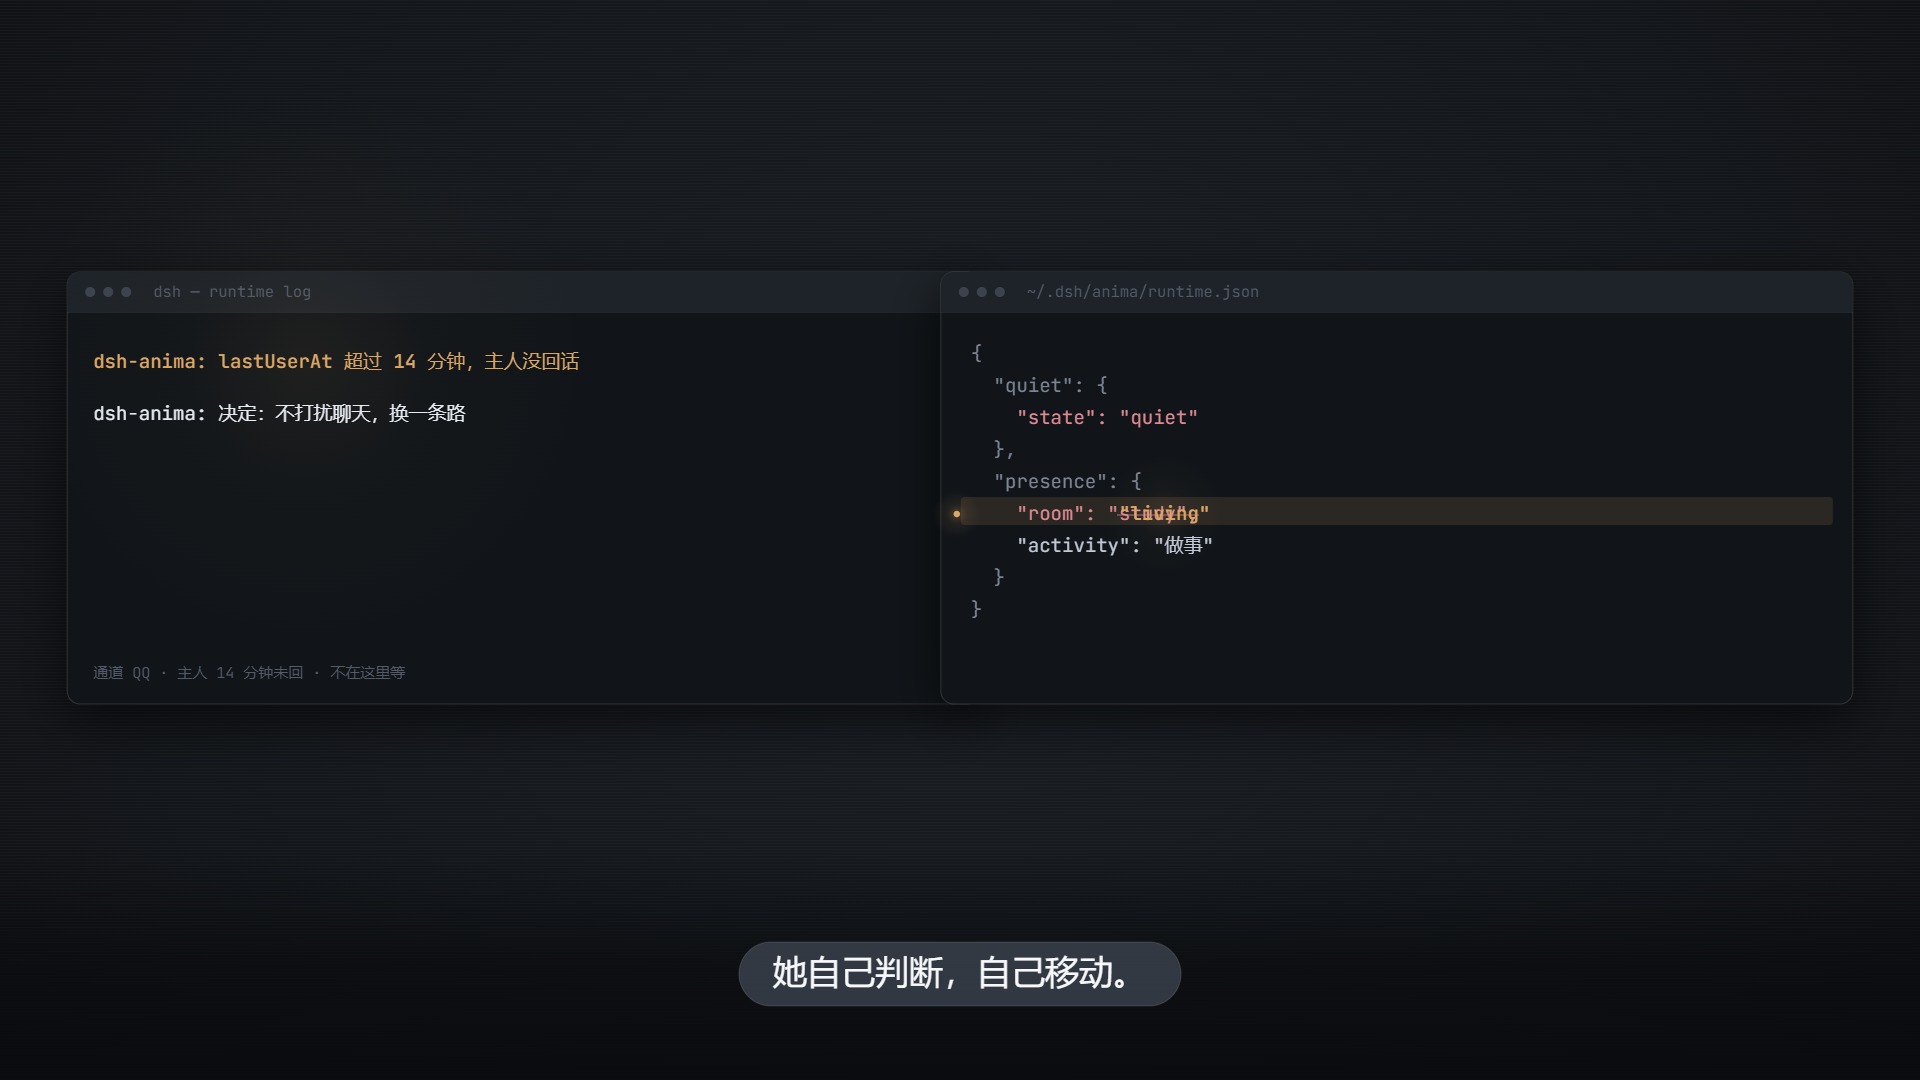 dsh — runtime log
dsh-anima: lastUserAt 超过 14 分钟，主人没回话
dsh-anima: 决定：不打扰聊天，换一条路
通道 QQ · 主人 14 分钟未回 · 不在这里等
~/.dsh/anima/runtime.json
{
"quiet": {
"state": "quiet"
},
"presence": {
"room": "living"
"activity": "做事"
}
}
她自己判断，自己移动。